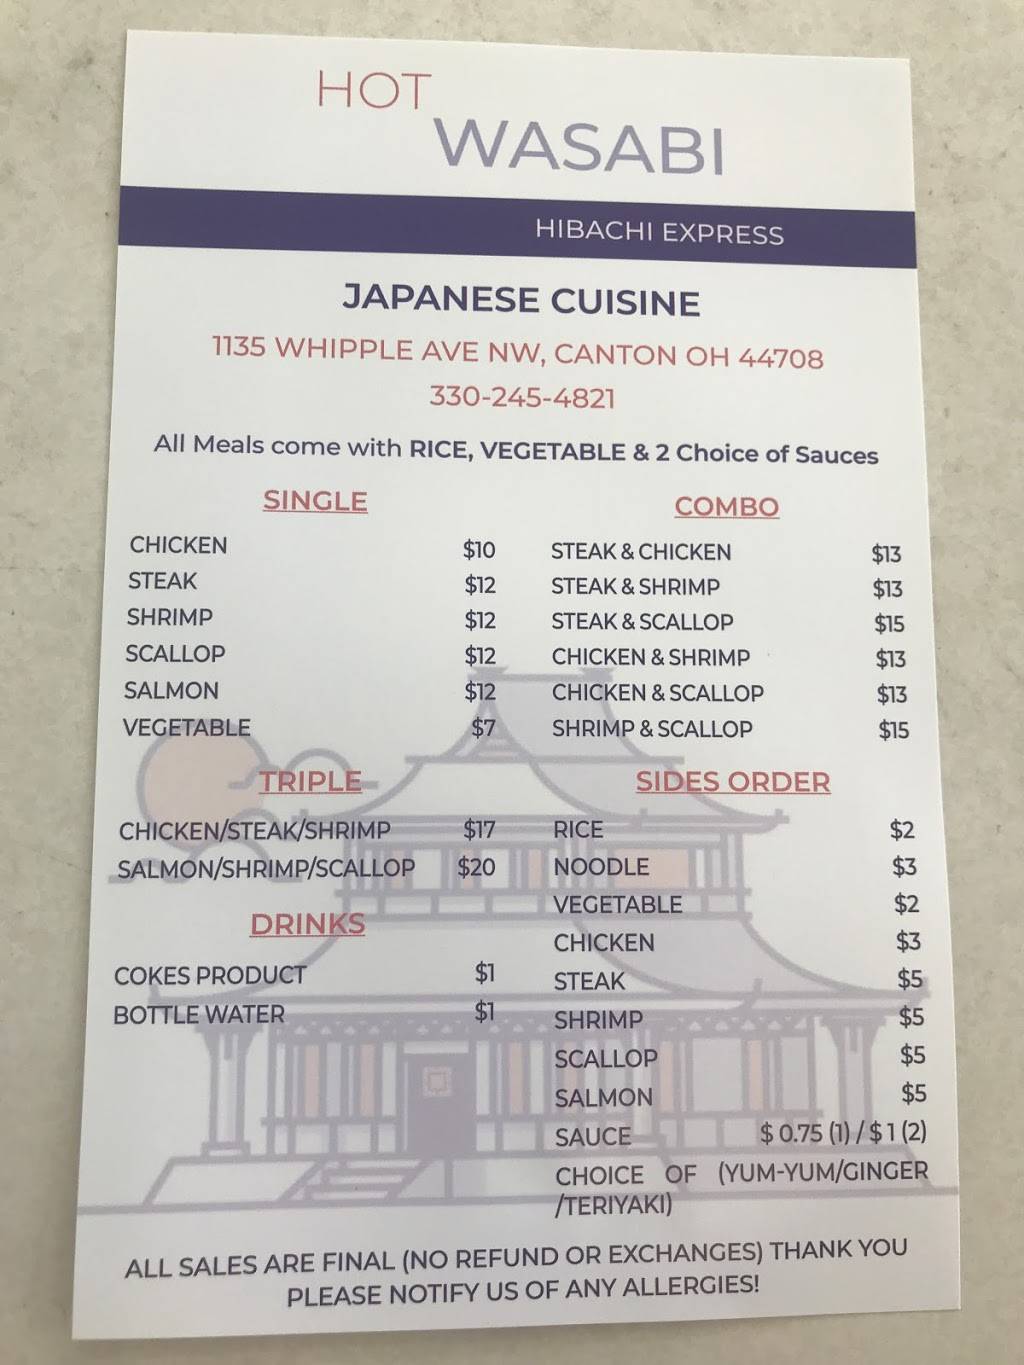 HOT
WASABI
HIBACHI EXPRESS
JAPANESE CUISINE
1135 WHIPPLE AVE NW, CANTON OH 44708
330-245-4821
All Meals come with RICE, VEGETABLE & 2 Choice of Sauces
SINGLE
CHICKEN $10
STEAK $12
SHRIMP $12
SCALLOP $12
SALMON $12
VEGETABLE $7
COMBO
STEAK & CHICKEN $13
STEAK & SHRIMP $13
STEAK & SCALLOP $15
CHICKEN & SHRIMP $13
CHICKEN & SCALLOP $13
SHRIMP & SCALLOP $15
TRIPLE
CHICKEN/STEAK/SHRIMP $17
SALMON/SHRIMP/SCALLOP $20
DRINKS
COKES PRODUCT $1
BOTTLE WATER $1
SIDES ORDER
RICE $2
NOODLE $3
VEGETABLE $2
CHICKEN $3
STEAK $5
SHRIMP $5
SCALLOP $5
SALMON $5
SAUCE $ 0.75 (1) / $ 1 (2)
CHOICE OF (YUM-YUM/GINGER
/TERIYAKI)
ALL SALES ARE FINAL (NO REFUND OR EXCHANGES) THANK YOU
PLEASE NOTIFY US OF ANY ALLERGIES!